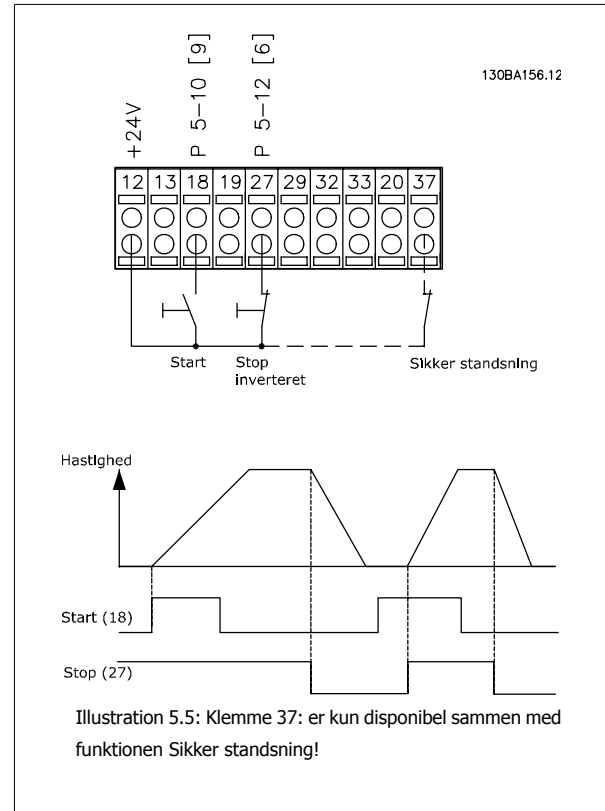 130BA156.12
+24V
P 5-10 [9]
P 5-12 [6]
12 13 18 19 27 29 32 33 20 37
Start
Stop
inverteret
Sikker standsning
Hastighed
Start (18)
Stop (27)
Illustration 5.5: Klemme 37: er kun disponibel sammen med
funktionen Sikker standsning!